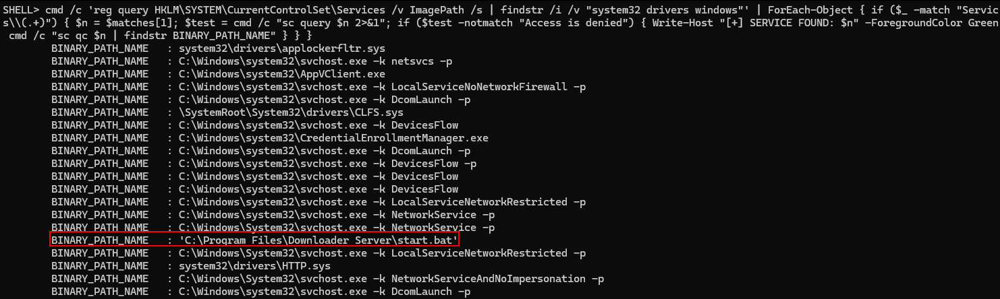 SHELL> cmd /c 'reg query HKLM\SYSTEM\CurrentControlSet\Services /v ImagePath /s | findstr /i /v "system32 drivers windows"' | ForEach-Object { if ($_ -match "Servic
s\\(.+)") { $n = $matches[1]; $test = cmd /c "sc query $n 2>&1"; if ($test -notmatch "Access is denied") { Write-Host "[+] SERVICE FOUND: $n" -ForegroundColor Green
cmd /c "sc qc $n | findstr BINARY_PATH_NAME" } } }
BINARY_PATH_NAME   : system32\drivers\applockerfltr.sys
BINARY_PATH_NAME   : C:\Windows\system32\svchost.exe -k netsvcs -p
BINARY_PATH_NAME   : C:\Windows\system32\AppVClient.exe
BINARY_PATH_NAME   : C:\Windows\system32\svchost.exe -k LocalServiceNoNetworkFirewall -p
BINARY_PATH_NAME   : C:\Windows\system32\svchost.exe -k DcomLaunch -p
BINARY_PATH_NAME   : \SystemRoot\System32\drivers\CLFS.sys
BINARY_PATH_NAME   : C:\Windows\system32\svchost.exe -k DevicesFlow
BINARY_PATH_NAME   : C:\Windows\system32\CredentialEnrollmentManager.exe
BINARY_PATH_NAME   : C:\Windows\system32\svchost.exe -k DcomLaunch -p
BINARY_PATH_NAME   : C:\Windows\system32\svchost.exe -k DevicesFlow -p
BINARY_PATH_NAME   : C:\Windows\system32\svchost.exe -k DevicesFlow
BINARY_PATH_NAME   : C:\Windows\system32\svchost.exe -k DevicesFlow
BINARY_PATH_NAME   : C:\Windows\system32\svchost.exe -k LocalServiceNetworkRestricted -p
BINARY_PATH_NAME   : C:\Windows\System32\svchost.exe -k NetworkService -p
BINARY_PATH_NAME   : C:\Windows\System32\svchost.exe -k NetworkService -p
BINARY_PATH_NAME   : 'C:\Program Files\Downloader Server\start.bat'
BINARY_PATH_NAME   : C:\Windows\System32\svchost.exe -k LocalServiceNetworkRestricted -p
BINARY_PATH_NAME   : system32\drivers\HTTP.sys
BINARY_PATH_NAME   : C:\Windows\System32\svchost.exe -k NetworkServiceAndNoImpersonation -p
BINARY_PATH_NAME   : C:\Windows\System32\svchost.exe -k DcomLaunch -p